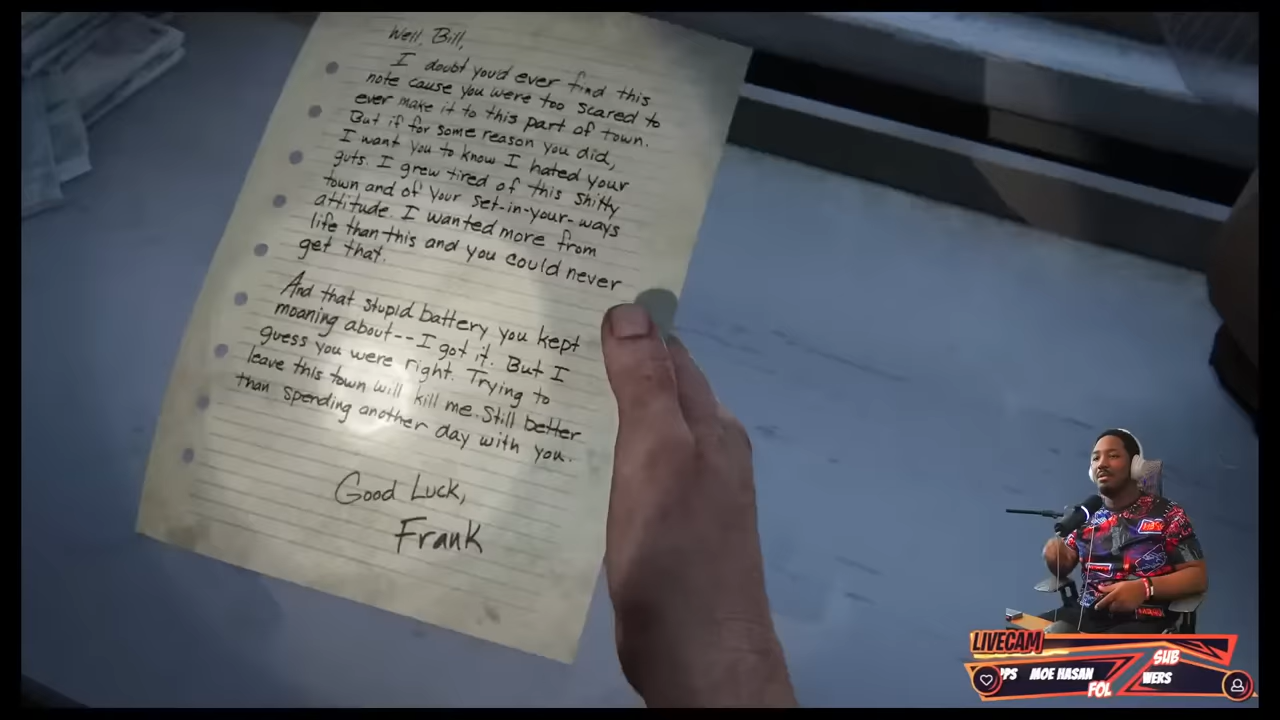 Well, Bill,
I doubt you'd ever find this
note cause you were too scared to
ever make it to this part of town.
But if for some reason you did,
I want you to know I hated your
guts. I grew tired of this shitty
town and of your set-in-your-ways
attitude. I wanted more from
life than this and you could never
get that.
And that stupid battery you kept
moaning about--I got it. But I
guess you were right. Trying to
leave this town will kill me. Still better
than spending another day with you.
Good Luck,
Frank
LIVECAM
SUB
MOE HASAN
FOL
WERS